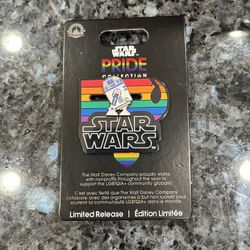 STAR
WARS
PRIDE
COLLECTION
STAR
WARS
The Walt Disney Company proudly works
with nonprofits throughout the year to
support the LGBTQIA+ community globally.
C'est avec fierté que The Walt Disney Company
collabore avec des organismes à but non lucratif pour
soutenir la communauté LGBTQIA+ dans le monde.
Limited Release | Édition Limitée